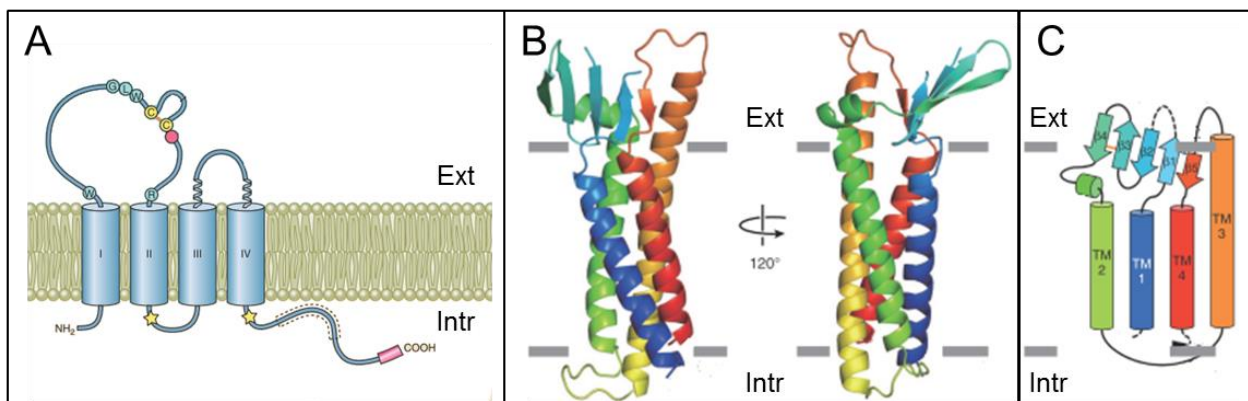 A
G
L
W
C
C
W
R
Ext
I
II
III
IV
NH2
Intr
COOH
B
Ext
120°
Intr
C
Ext
β4
β3
β2
β1
β5
TM
2
TM
1
TM
4
TM
3
Intr